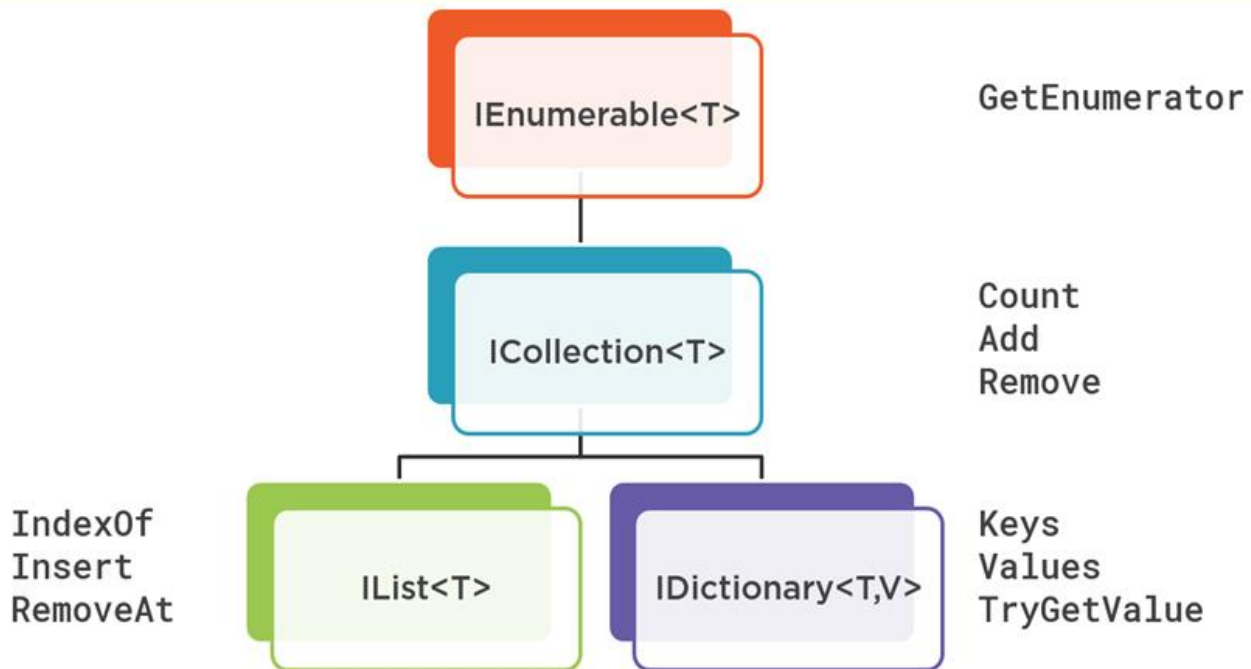 IEnumerable<T>
GetEnumerator
ICollection<T>
Count
Add
Remove
IndexOf
Insert
RemoveAt
IList<T>
IDictionary<T,V>
Keys
Values
TryGetValue